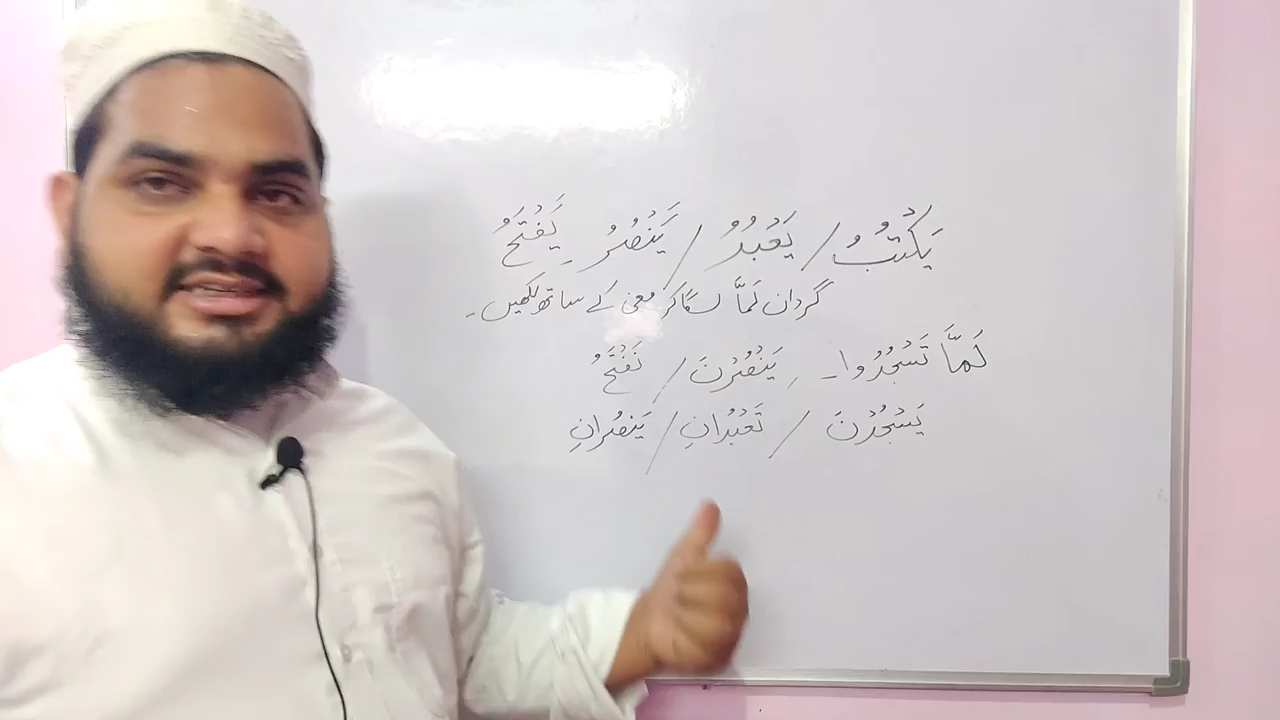 يَكْتُبُ / يَعْبُدُ / يَنْصُرُ ۔ يَفْتَحُ
گردان لَمَّا لگا کر معنی کے ساتھ لکھیں۔
لَمَّا تَسْجُدُوا ۔ يَنْصُرْنَ / نَفْتَحُ
يَسْجُدْنَ / تَعْبُدَانِ / يَنْصُرَانِ